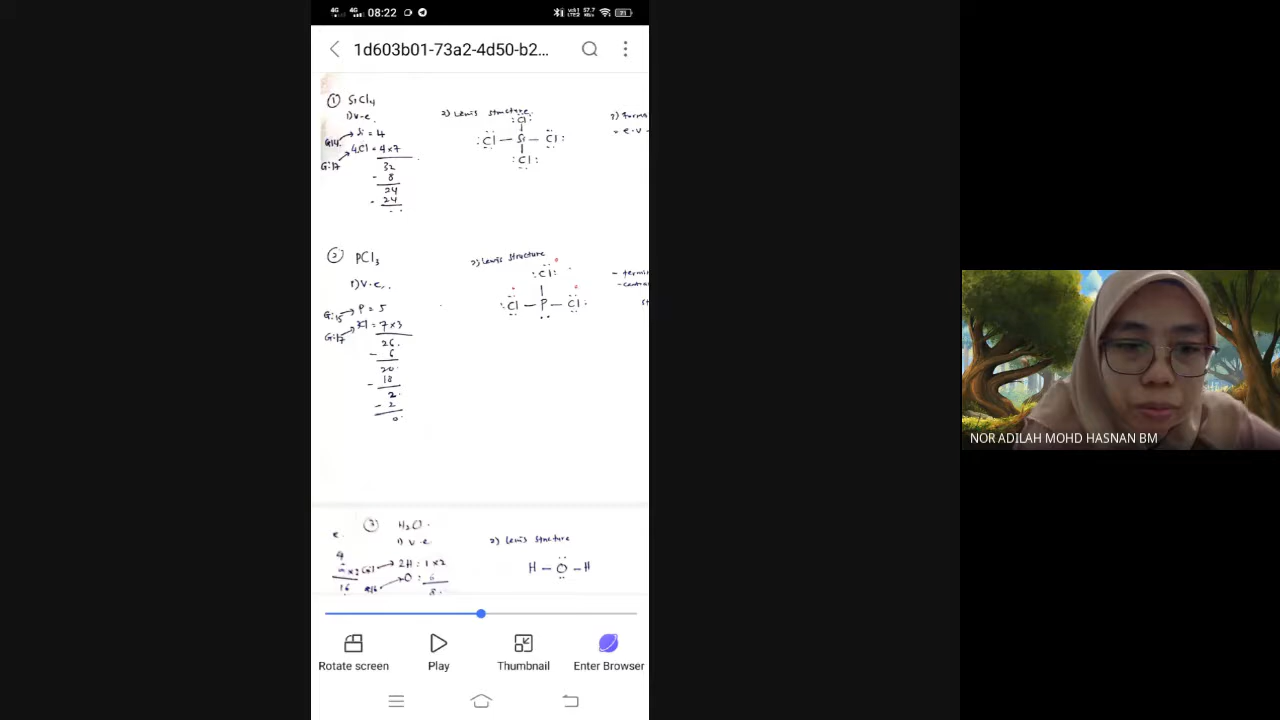 08:22
1d603b01-73a2-4d50-b2...
① SiCl4
1) v-e
Si = 4
4.Cl = 4 x 7
32
- 8
24
- 24
2) Lewis structure
:Cl:
:Cl — Si — Cl:
:Cl:
② PCl3
1) v.e.
P = 5
= 7 x 3
26
- 6
20
- 18
2
- 2
0
2) Lewis structure
:Cl:
:Cl — P — Cl:
③ H2O
1) v-e
2H : 1 x 2
O : 6
8
16
2) Lewis structure
H — O — H
Rotate screen
Play
Thumbnail
Enter Browser
NOR ADILAH MOHD HASNAN BM